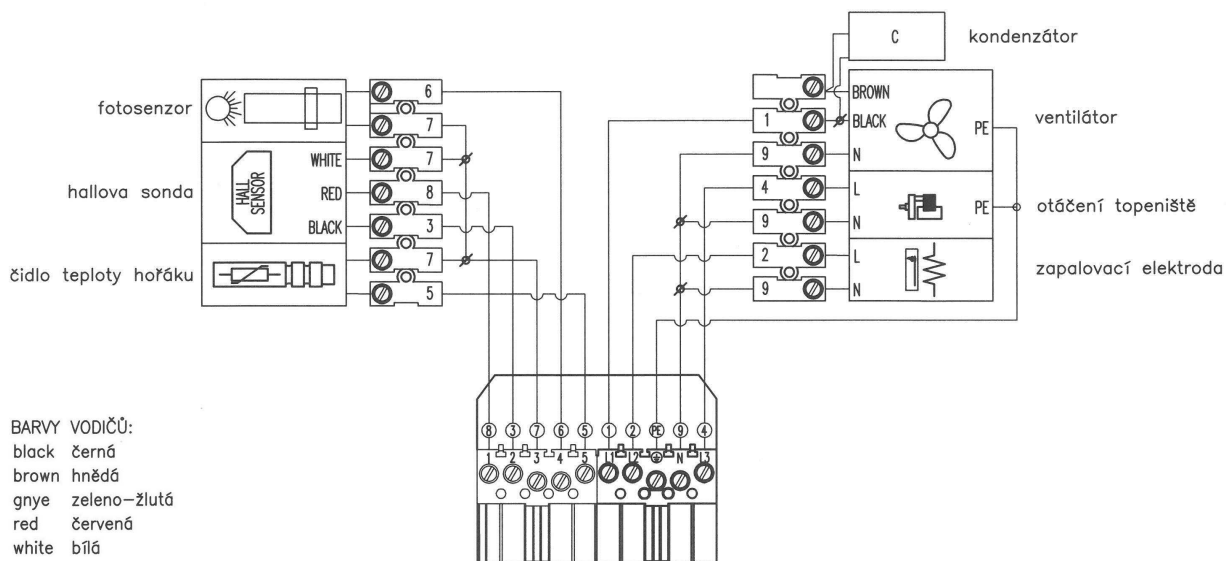 kondenzátor
C
fotosenzor
6
7
hallova sonda
HALL SENSOR
WHITE
7
RED
8
BLACK
3
čidlo teploty hořáku
7
5
BROWN
1
BLACK
PE
ventilátor
9
N
4
L
PE
otáčení topeniště
9
N
2
L
zapalovací elektroda
9
N
8 3 7 6 5 1 2 PE 9 4
1 2 3 4 5 L1 L2 N L3
BARVY VODIČŮ:
black černá
brown hnědá
gnye zeleno-žlutá
red červená
white bílá